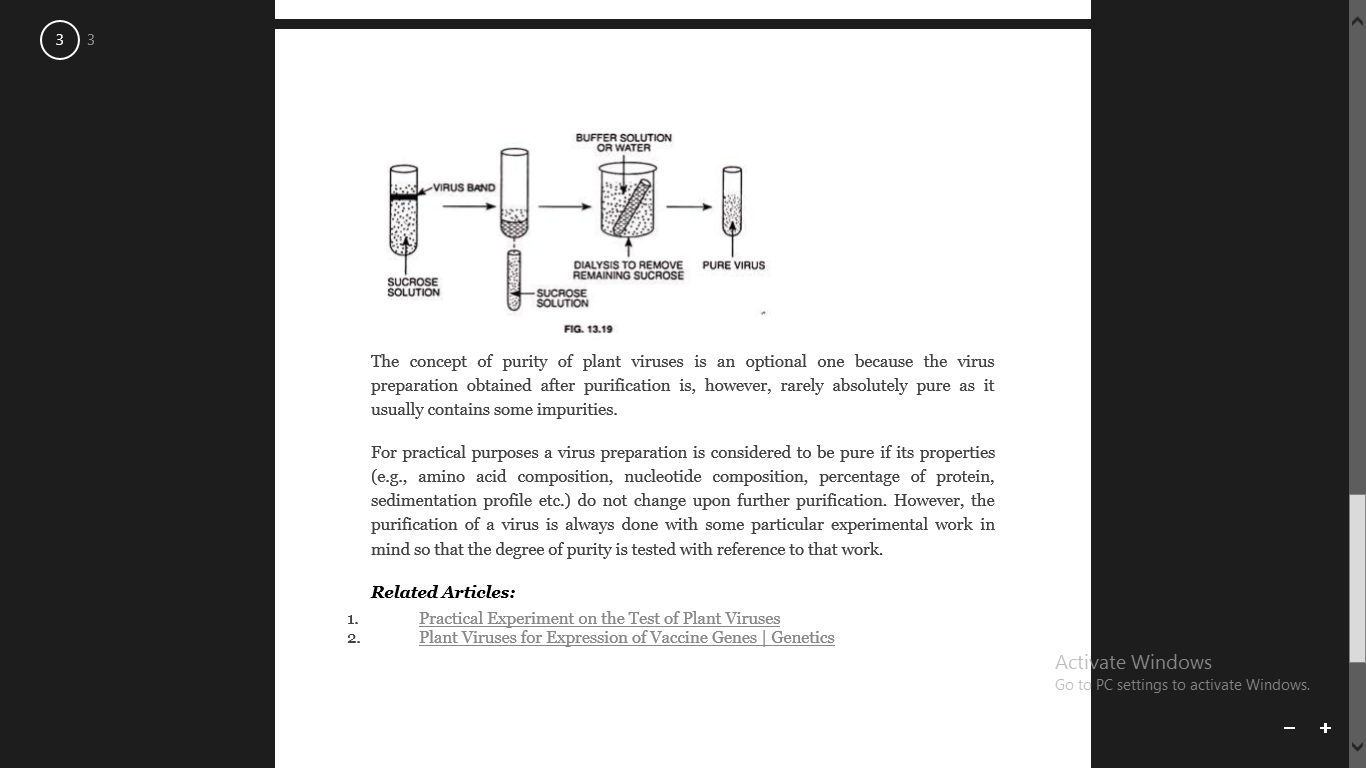 3 3
BUFFER SOLUTION
OR WATER
VIRUS BAND
DIALYSIS TO REMOVE
REMAINING SUCROSE
PURE VIRUS
SUCROSE
SOLUTION
SUCROSE
SOLUTION
FIG. 13.19
The concept of purity of plant viruses is an optional one because the virus
preparation obtained after purification is, however, rarely absolutely pure as it
usually contains some impurities.
For practical purposes a virus preparation is considered to be pure if its properties
(e.g., amino acid composition, nucleotide composition, percentage of protein,
sedimentation profile etc.) do not change upon further purification. However, the
purification of a virus is always done with some particular experimental work in
mind so that the degree of purity is tested with reference to that work.
Related Articles:
1. Practical Experiment on the Test of Plant Viruses
2. Plant Viruses for Expression of Vaccine Genes | Genetics
Activate Windows
Go to PC settings to activate Windows.